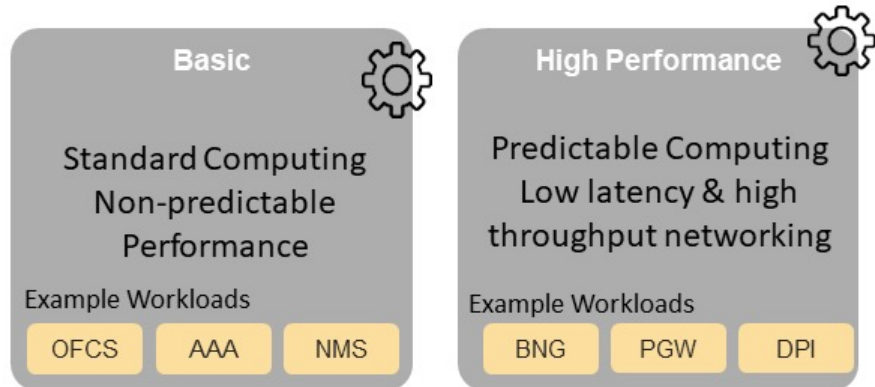 Basic
Standard Computing
Non-predictable
Performance
Example Workloads
OFCS
AAA
NMS
High Performance
Predictable Computing
Low latency & high
throughput networking
Example Workloads
BNG
PGW
DPI